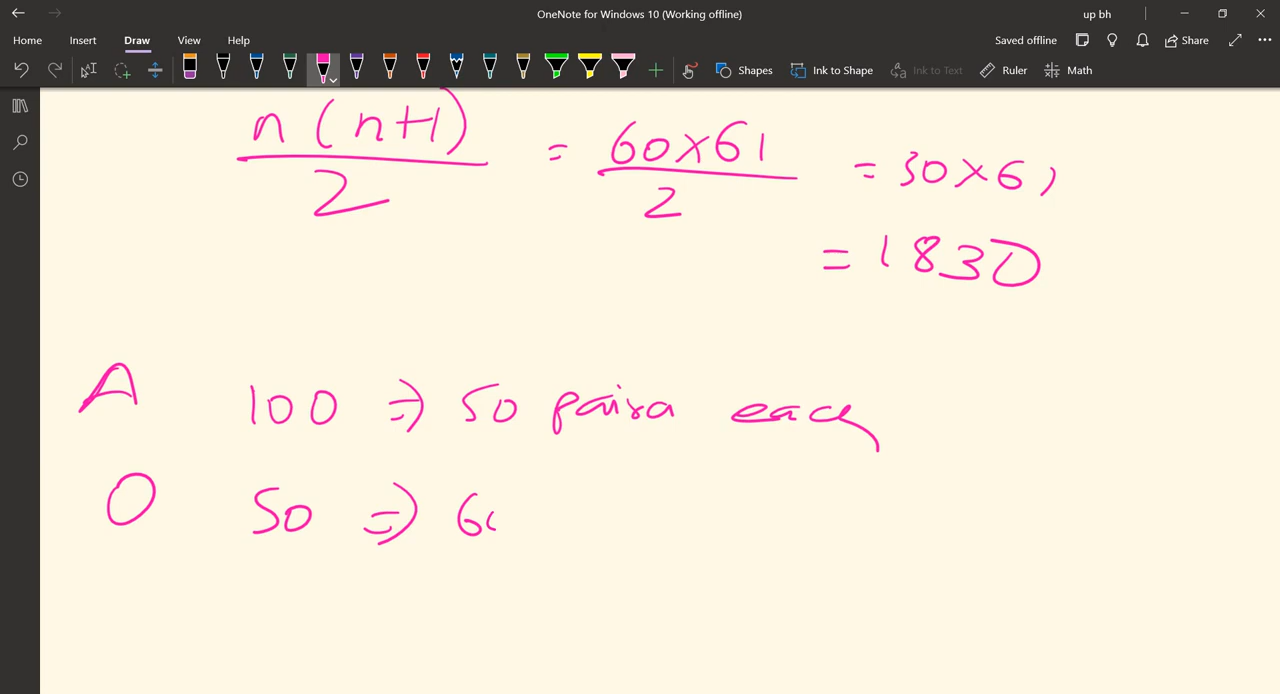 OneNote for Windows 10 (Working offline)
up bh
Home Insert Draw View Help
Saved offline
Share
Shapes
Ink to Shape
Ink to Text
Ruler
Math
n(n+1)/2 = 60×61/2 = 30×61
= 1830
A 100 ⇒ 50 paisa each
O 50 ⇒ 60